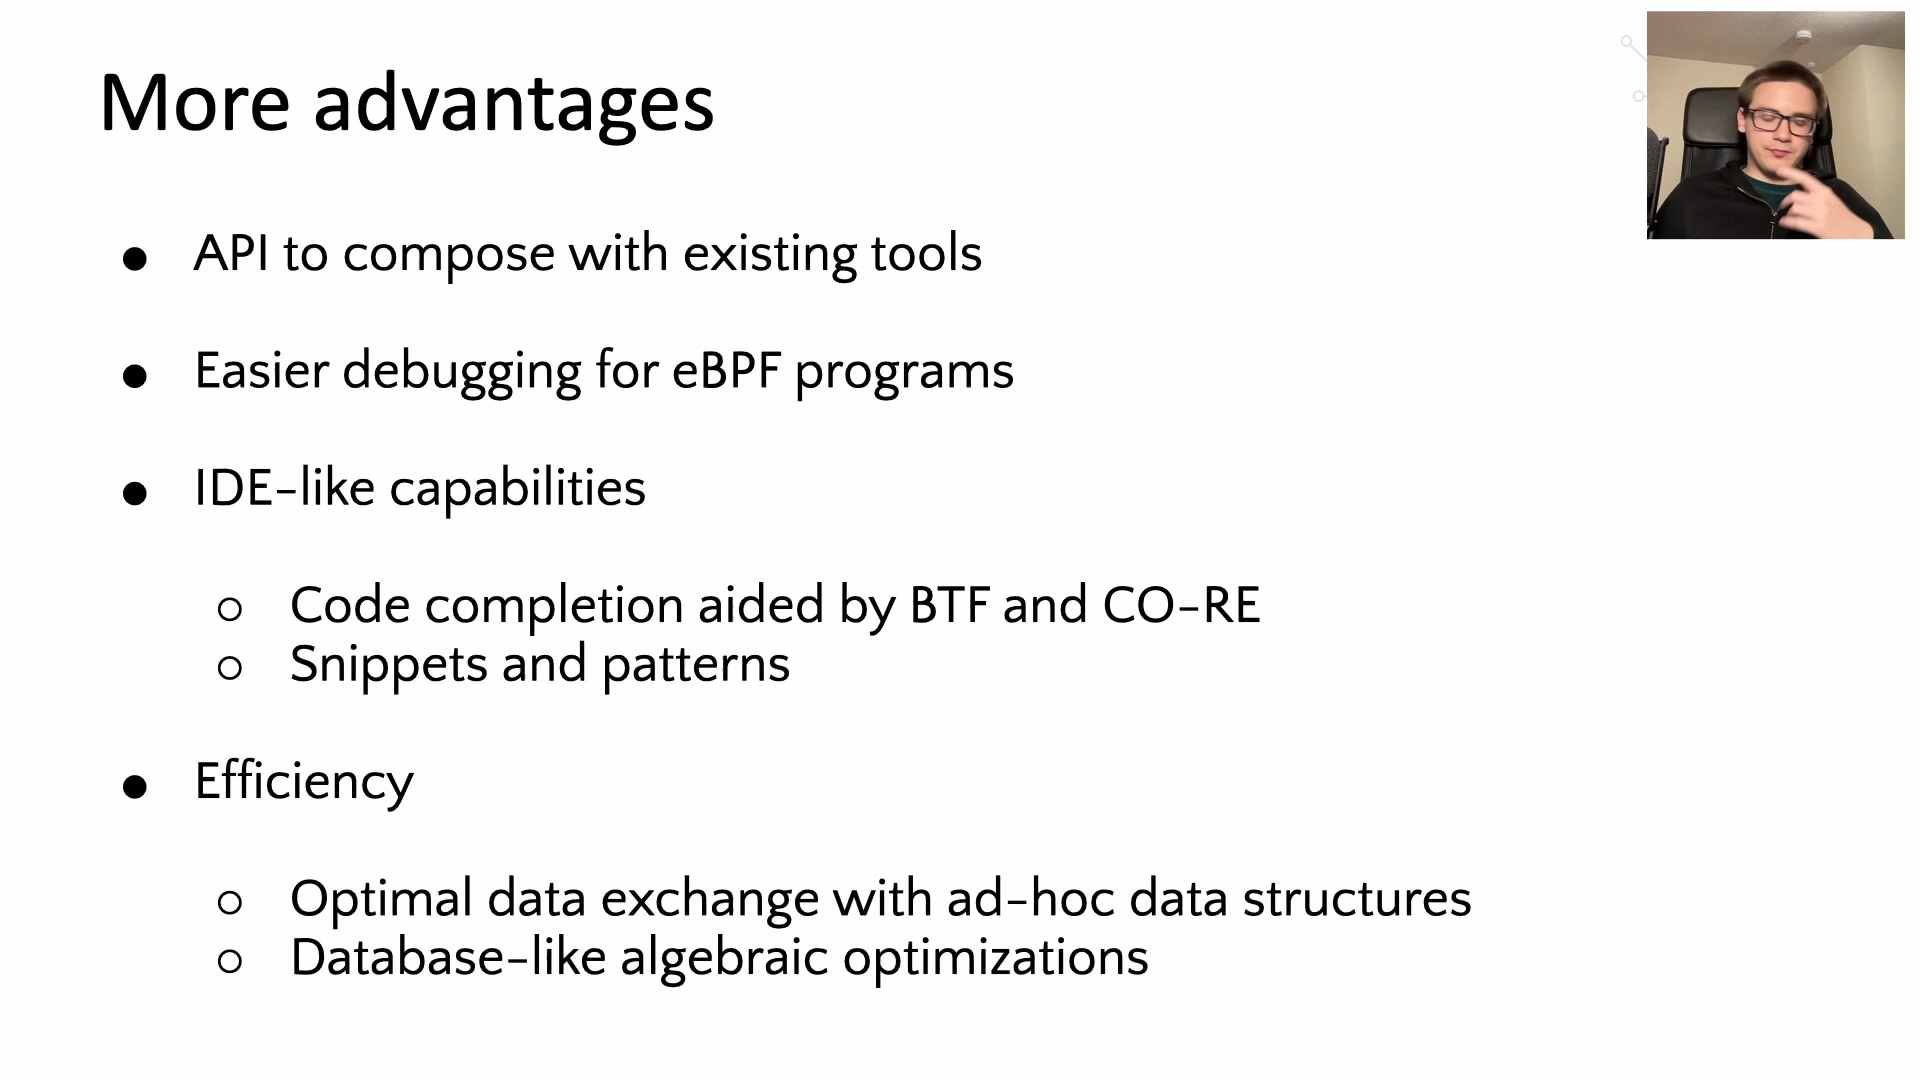 More advantages
● API to compose with existing tools
● Easier debugging for eBPF programs
● IDE-like capabilities
○ Code completion aided by BTF and CO-RE
○ Snippets and patterns
● Efficiency
○ Optimal data exchange with ad-hoc data structures
○ Database-like algebraic optimizations